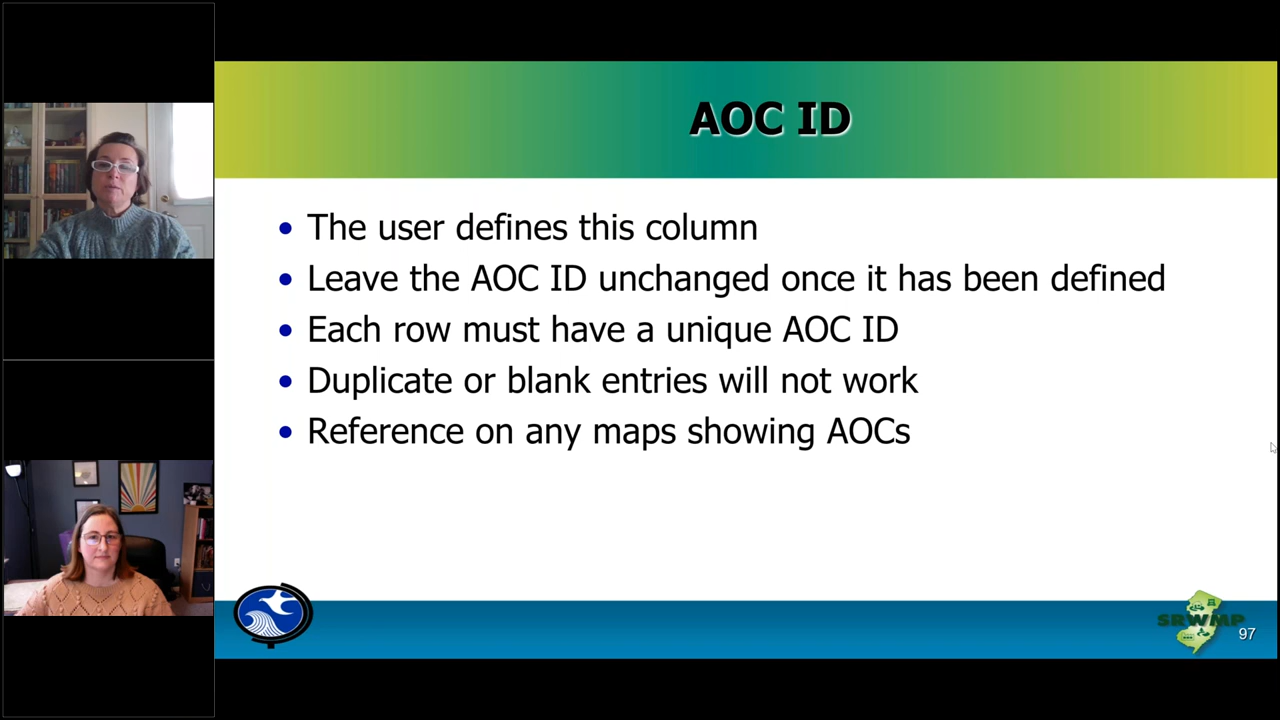 AOC ID
• The user defines this column
• Leave the AOC ID unchanged once it has been defined
• Each row must have a unique AOC ID
• Duplicate or blank entries will not work
• Reference on any maps showing AOCs
SRWMP
97